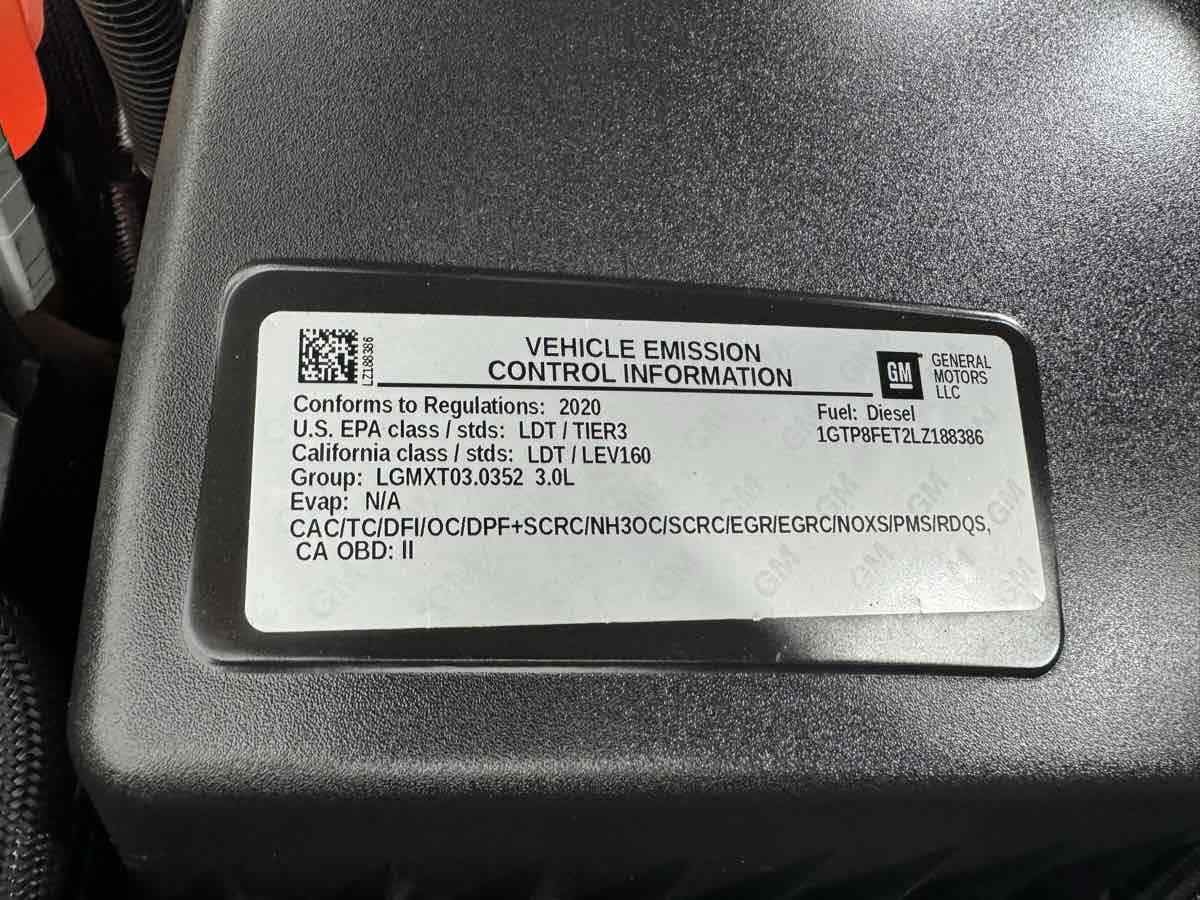 LZ188386
VEHICLE EMISSION
CONTROL INFORMATION
GM
GENERAL
MOTORS
LLC
Conforms to Regulations: 2020
U.S. EPA class / stds: LDT / TIER3
California class / stds: LDT / LEV160
Group: LGMXT03.0352 3.0L
Evap: N/A
Fuel: Diesel
1GTP8FET2LZ188386
CAC/TC/DFI/OC/DPF+SCRC/NH3OC/SCRC/EGR/EGRC/NOXS/PMS/RDQS,
CA OBD: II